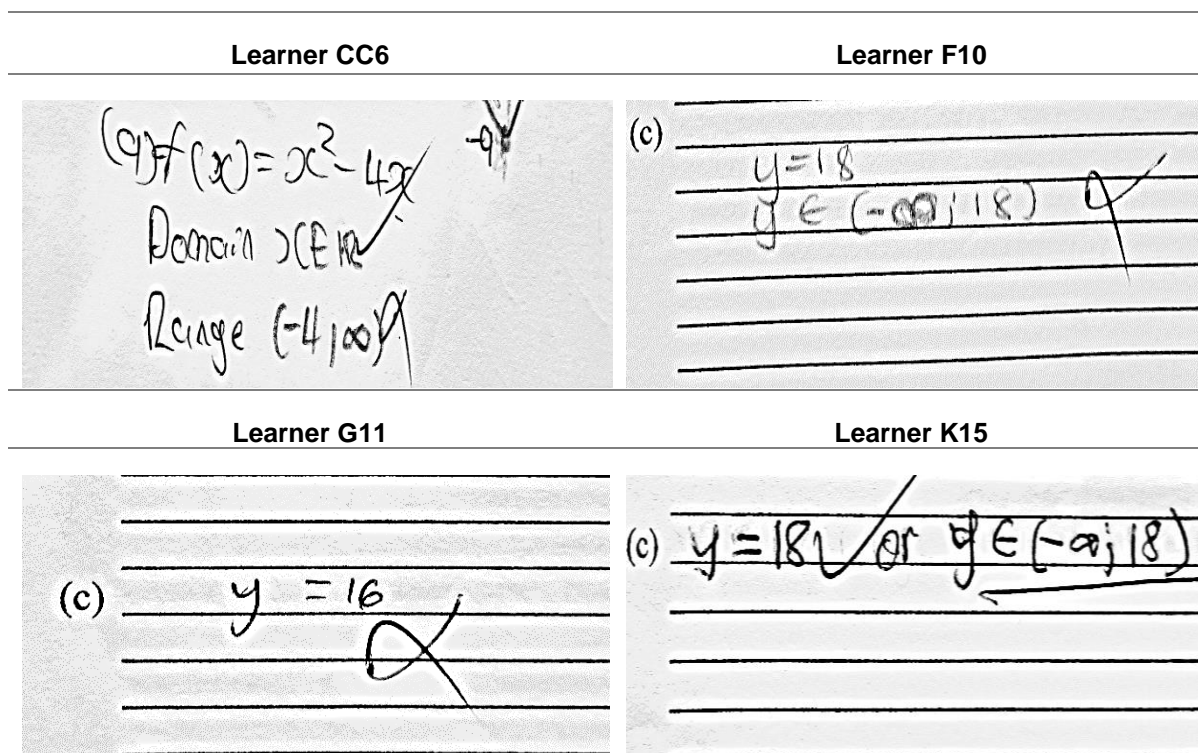 Learner CC6
Learner F10
(a) f(x) = x² - 4x
Domain x∈ℝ
Range (-4;∞)
-9
(c)
y = 18
y ∈ (-∞; 18)
Learner G11
Learner K15
(c) y = 16
(c) y = 18 or y ∈ (-∞; 18)